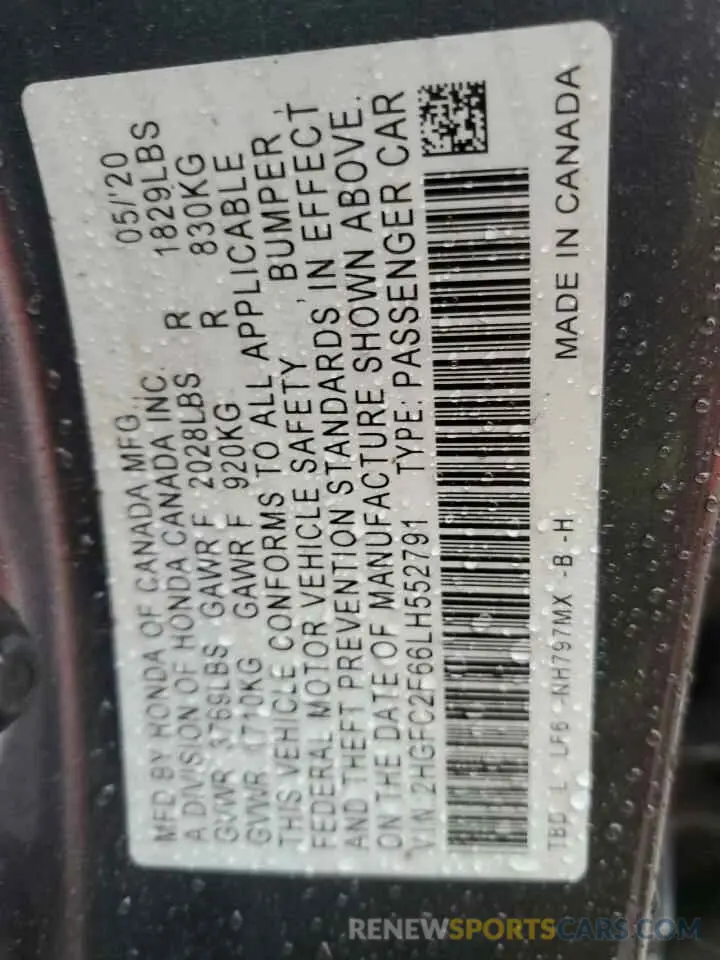 MFD BY HONDA OF CANADA MFG. 05/'20
A DIVISION OF HONDA CANADA INC.
GVWR 3769LBS GAWR F 2028LBS R 1829LBS
GVWR 1710KG GAWR F 920KG R 830KG
THIS VEHICLE CONFORMS TO ALL APPLICABLE
FEDERAL MOTOR VEHICLE SAFETY, BUMPER,
AND THEFT PREVENTION STANDARDS IN EFFECT
ON THE DATE OF MANUFACTURE SHOWN ABOVE.
VIN 2HGFC2F66LH552791 TYPE: PASSENGER CAR
TBD L - LF6 -NH797MX -B -H MADE IN CANADA
RENEWSPORTSCARS.COM